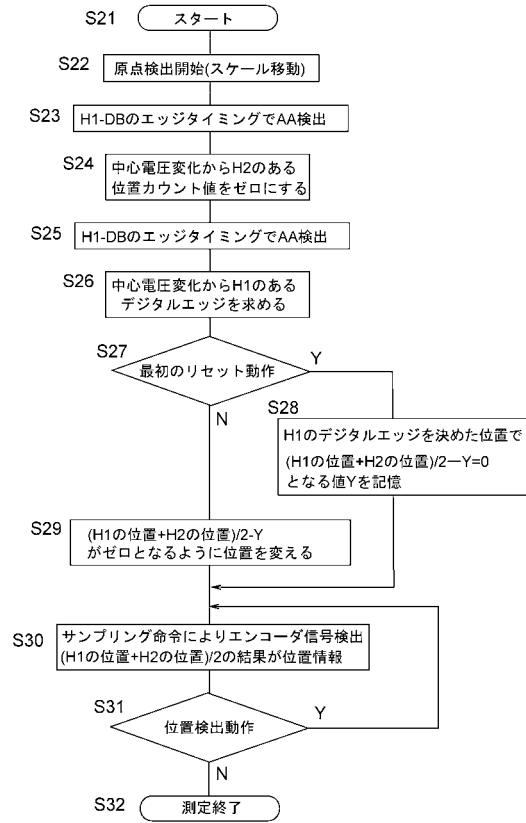 S21
スタート
S22
原点検出開始(スケール移動)
S23
H1-DBのエッジタイミングでAA検出
S24
中心電圧変化からH2のある
位置カウント値をゼロにする
S25
H1-DBのエッジタイミングでAA検出
S26
中心電圧変化からH1のある
デジタルエッジを求める
S27
最初のリセット動作
Y
N
S28
H1のデジタルエッジを決めた位置で
(H1の位置+H2の位置)/2—Y=0
となる値Yを記憶
S29
(H1の位置+H2の位置)/2-Y
がゼロとなるように位置を変える
S30
サンプリング命令によりエンコーダ信号検出
(H1の位置+H2の位置)/2の結果が位置情報
S31
位置検出動作
Y
N
S32
測定終了